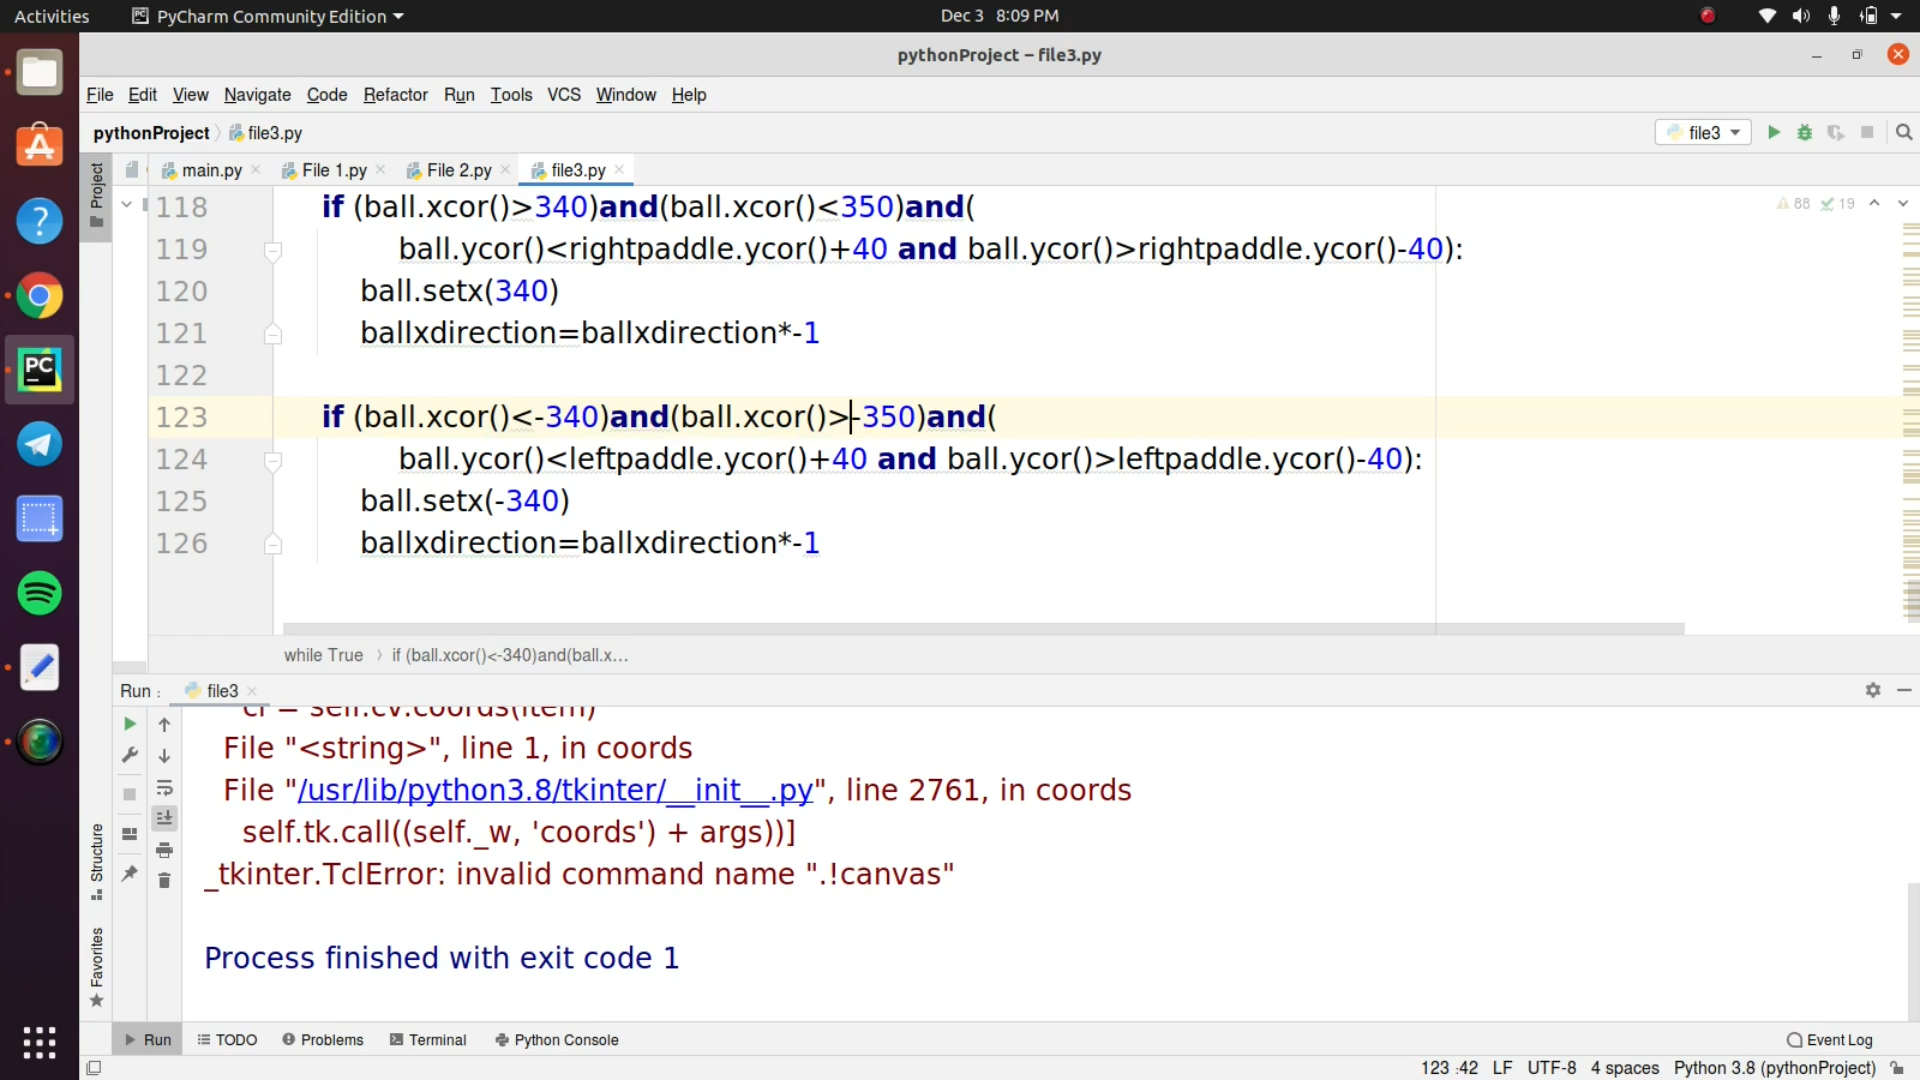 Activities PyCharm Community Edition Dec 3 8:09 PM
pythonProject – file3.py
File Edit View Navigate Code Refactor Run Tools VCS Window Help
pythonProject file3.py file3
main.py File 1.py File 2.py file3.py
Project
118 if (ball.xcor()>340)and(ball.xcor()<350)and( 88 19
119 ball.ycor()<rightpaddle.ycor()+40 and ball.ycor()>rightpaddle.ycor()-40):
120 ball.setx(340)
121 ballxdirection=ballxdirection*-1
122
123 if (ball.xcor()<-340)and(ball.xcor()>-350)and(
124 ball.ycor()<leftpaddle.ycor()+40 and ball.ycor()>leftpaddle.ycor()-40):
125 ball.setx(-340)
126 ballxdirection=ballxdirection*-1
while True if (ball.xcor()<-340)and(ball.x...
Run : file3
cr = self.cv.coords(item)
File "<string>", line 1, in coords
File "/usr/lib/python3.8/tkinter/__init__.py", line 2761, in coords
self.tk.call((self._w, 'coords') + args))]
_tkinter.TclError: invalid command name ".!canvas"
Process finished with exit code 1
Structure
Favorites
Run TODO Problems Terminal Python Console Event Log
123:42 LF UTF-8 4 spaces Python 3.8 (pythonProject)